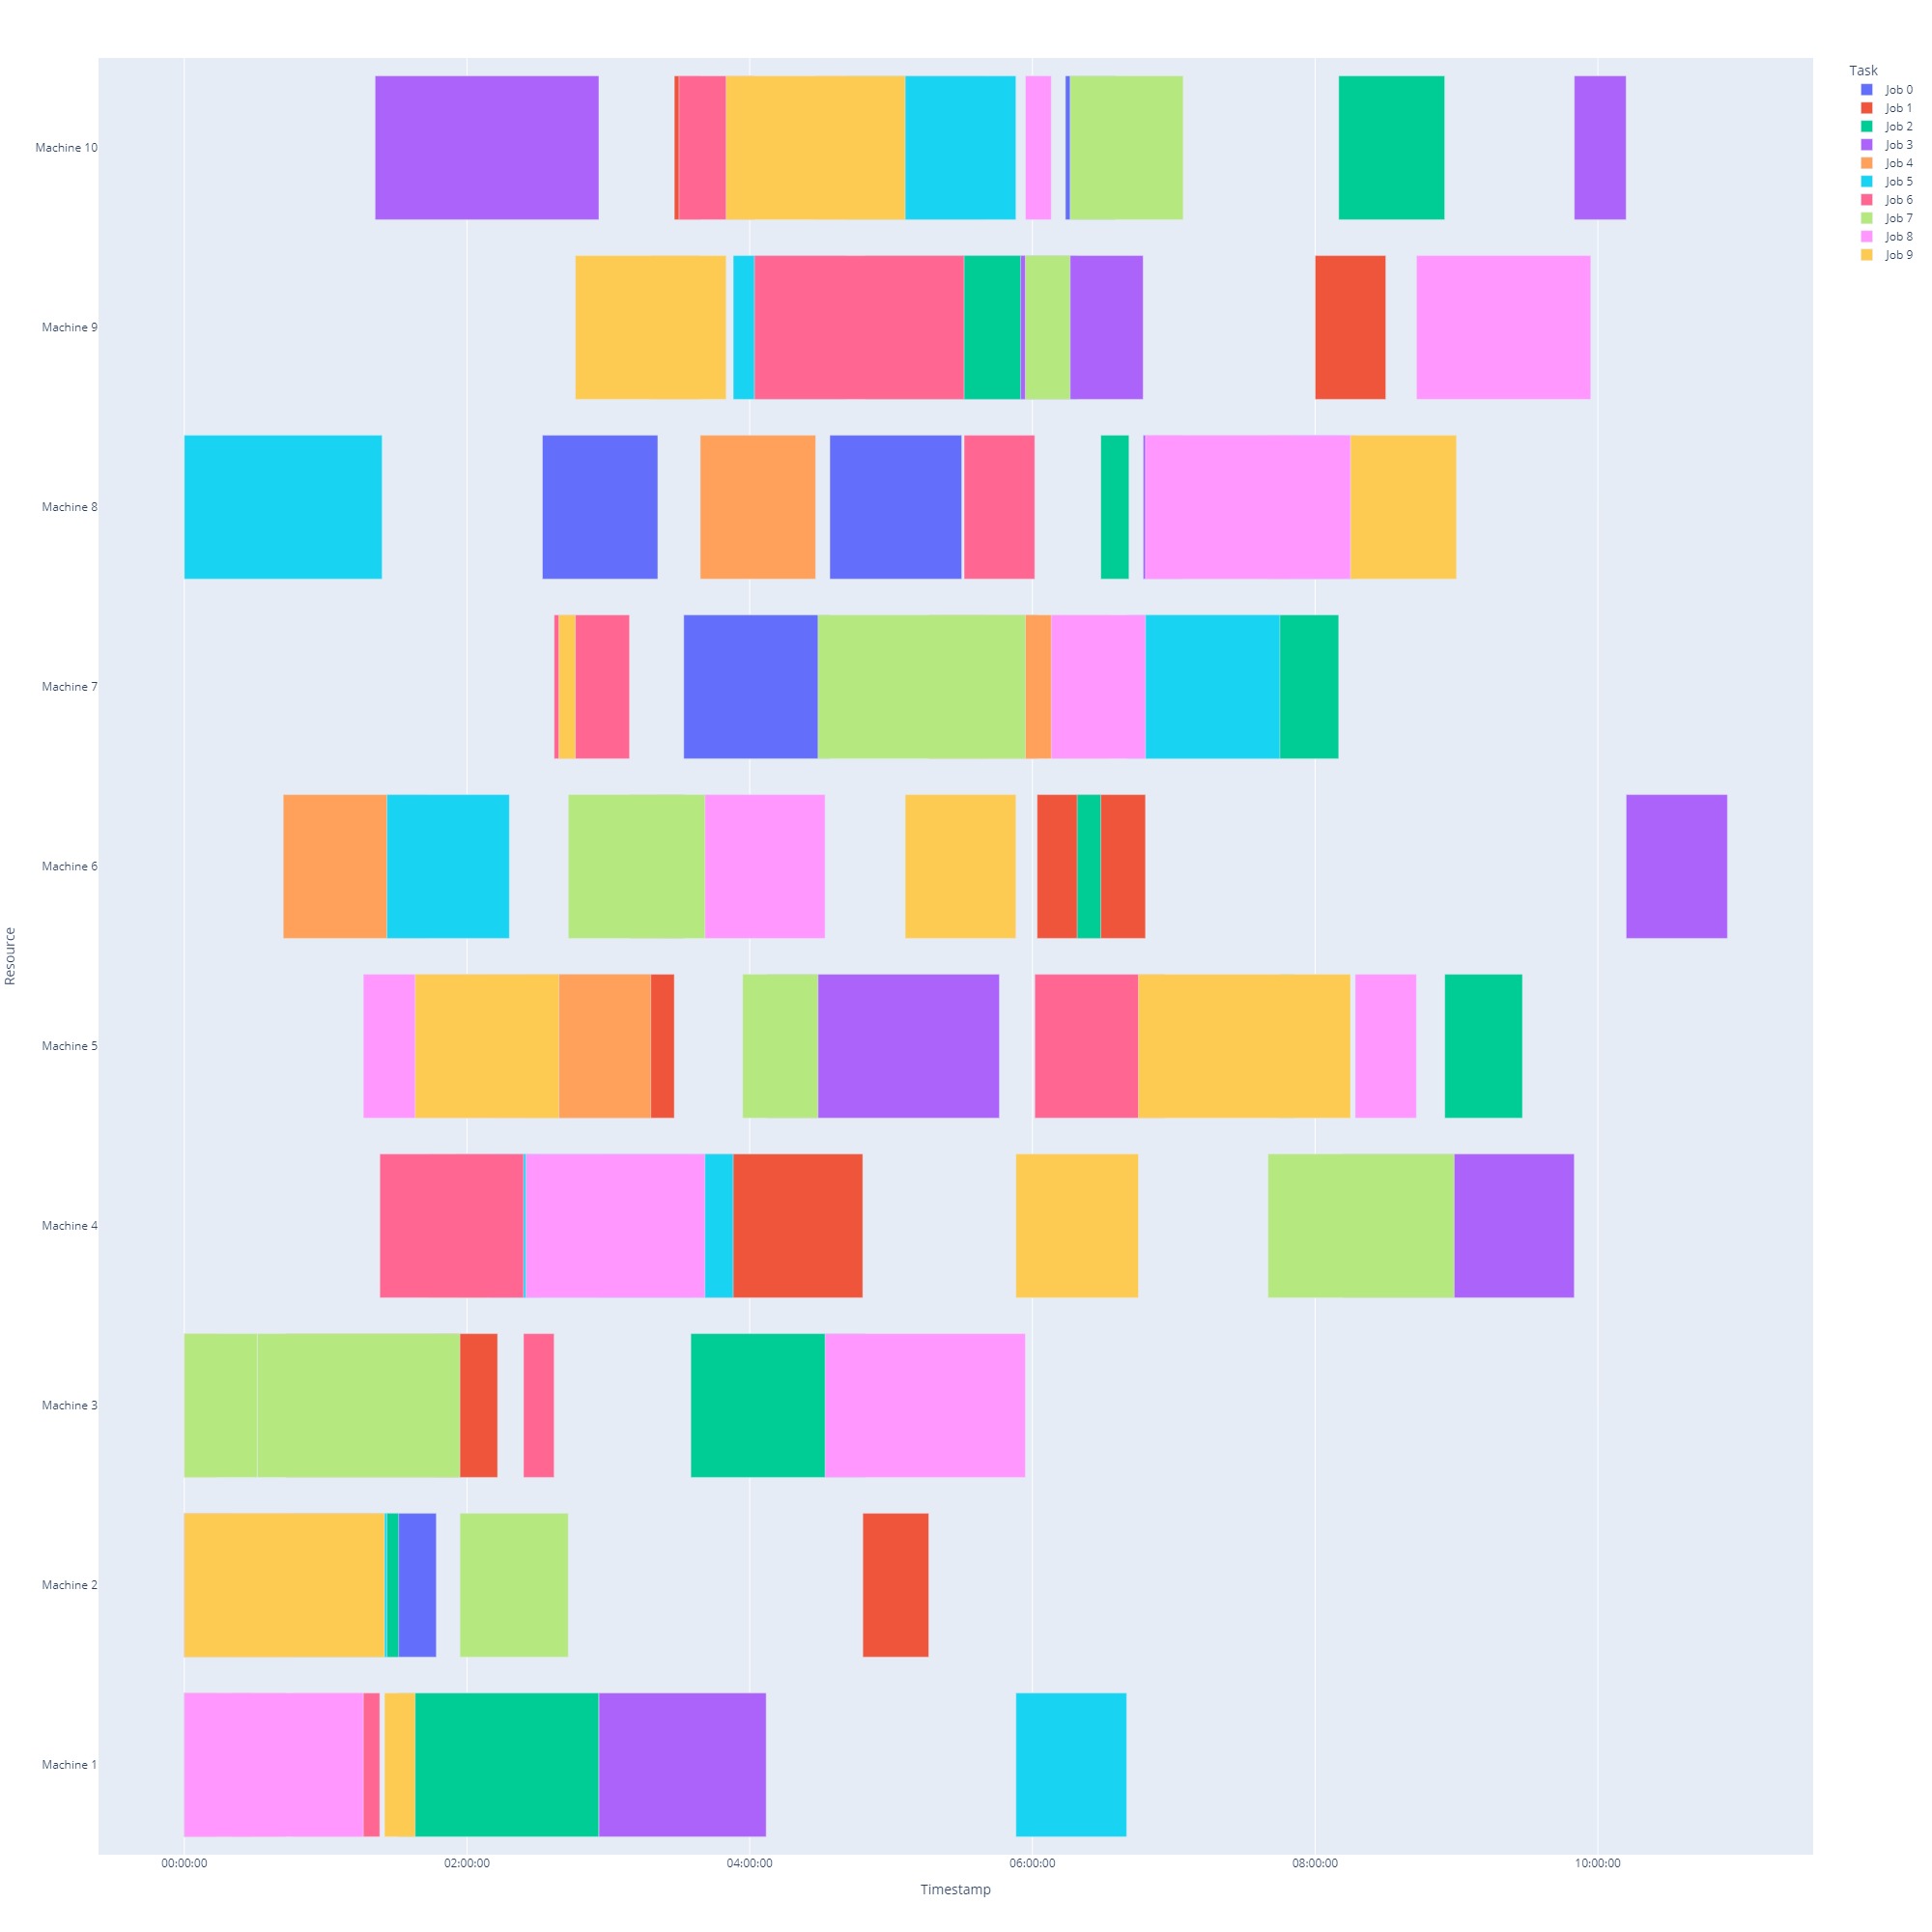 Task
Job 0
Job 1
Job 2
Job 3
Job 4
Job 5
Job 6
Job 7
Job 8
Job 9
Machine 10
Machine 9
Machine 8
Machine 7
Machine 6
Resource
Machine 5
Machine 4
Machine 3
Machine 2
Machine 1
00:00:00 02:00:00 04:00:00 06:00:00 08:00:00 10:00:00
Timestamp